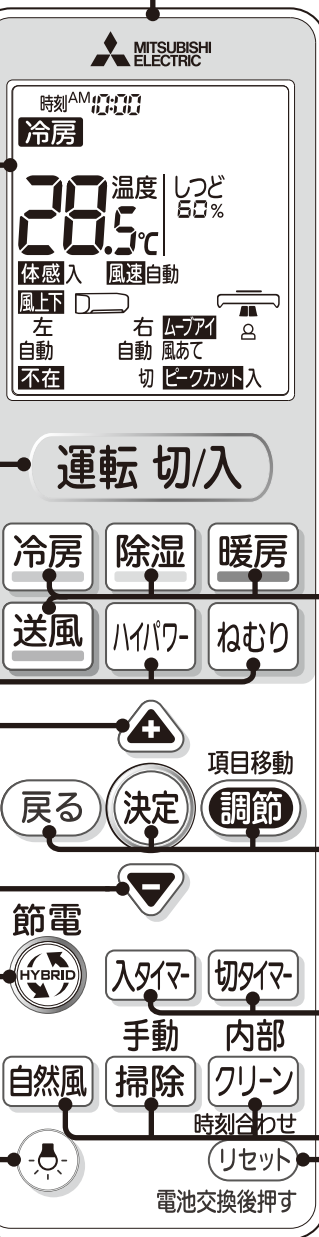 MITSUBISHI
ELECTRIC
時刻AM10:00
冷房
28.5℃ 温度 しつど 60%
体感 入 風速 自動
風上下
左 右 ムーブアイ
自動 自動 風あて
不在 切 ピークカット 入
運転 切/入
冷房 除湿 暖房
送風 ハイパワー ねむり
+
項目移動
戻る 決定 調節
-
節電
HYBRID
入タイマー 切タイマー
手動 内部
自然風 掃除 クリーン
時刻合わせ
リセット
電池交換後押す